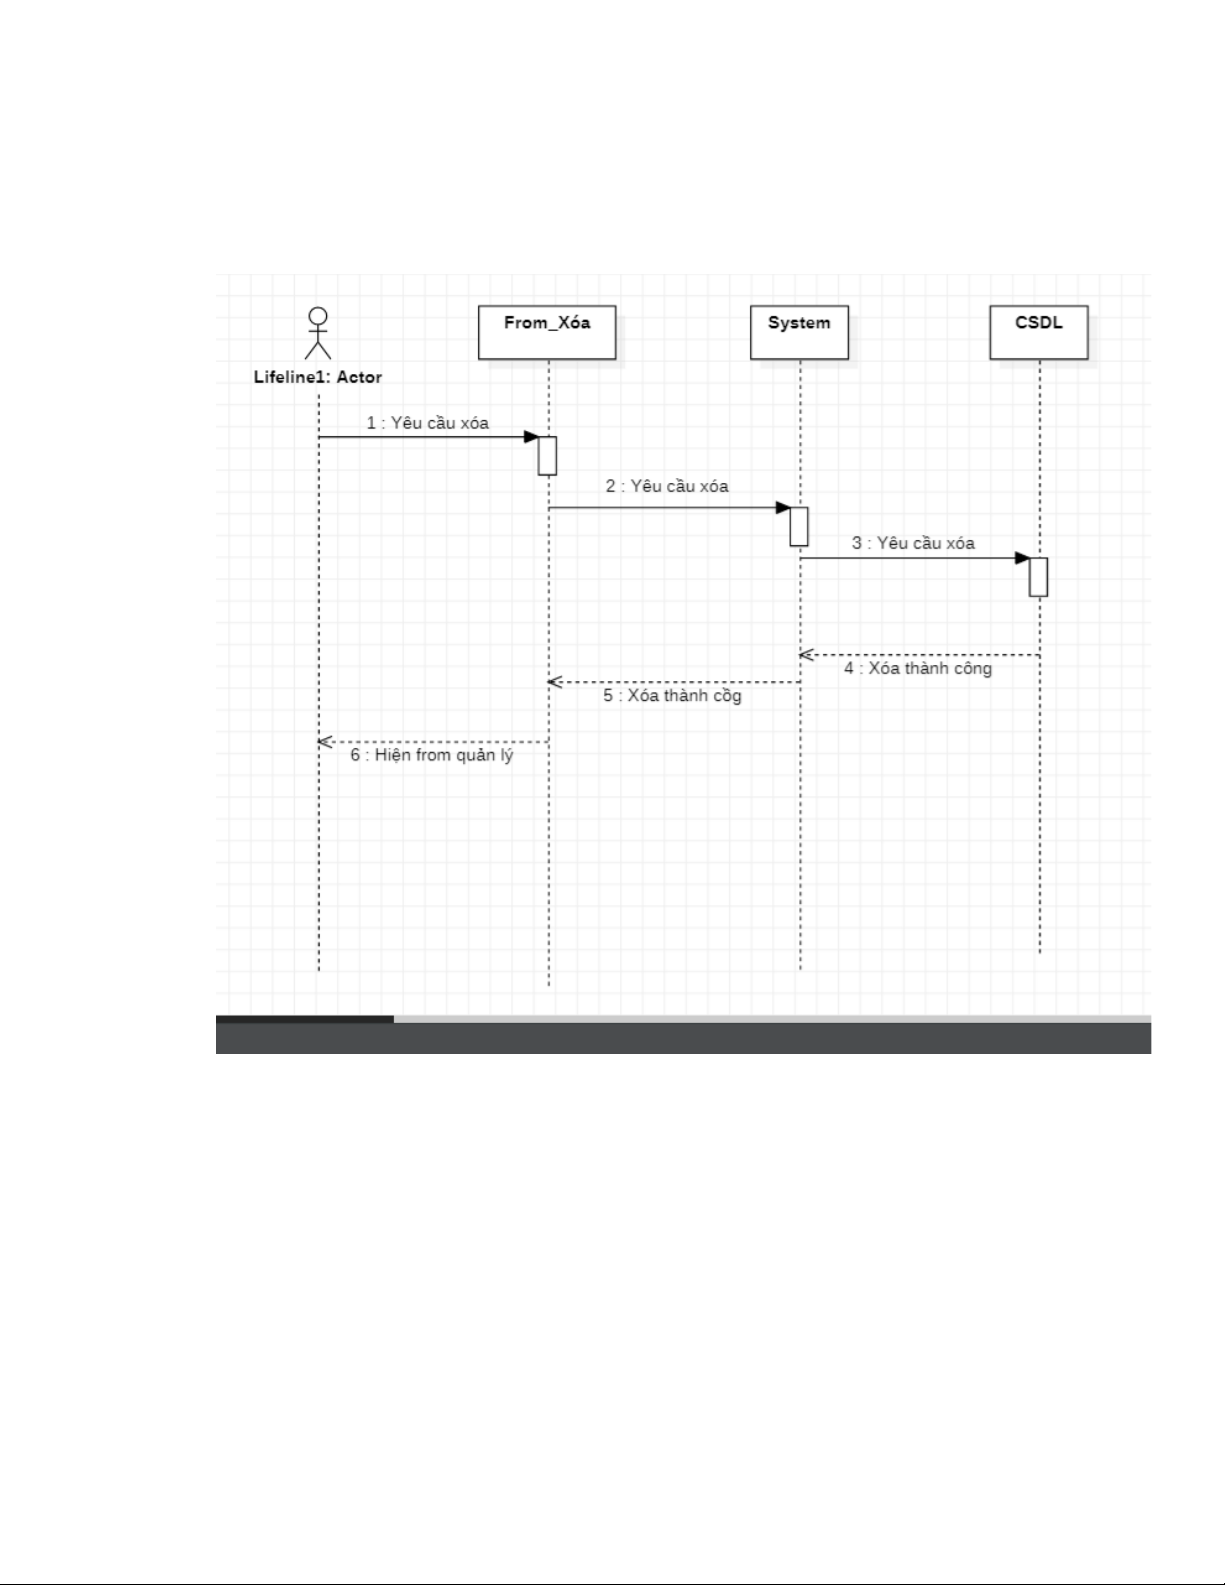 From_Xóa
System
CSDL
Lifeline1: Actor
1 : Yêu cầu xóa
2 : Yêu cầu xóa
3 : Yêu cầu xóa
4 : Xóa thành công
5 : Xóa thành cồg
6 : Hiện from quản lý